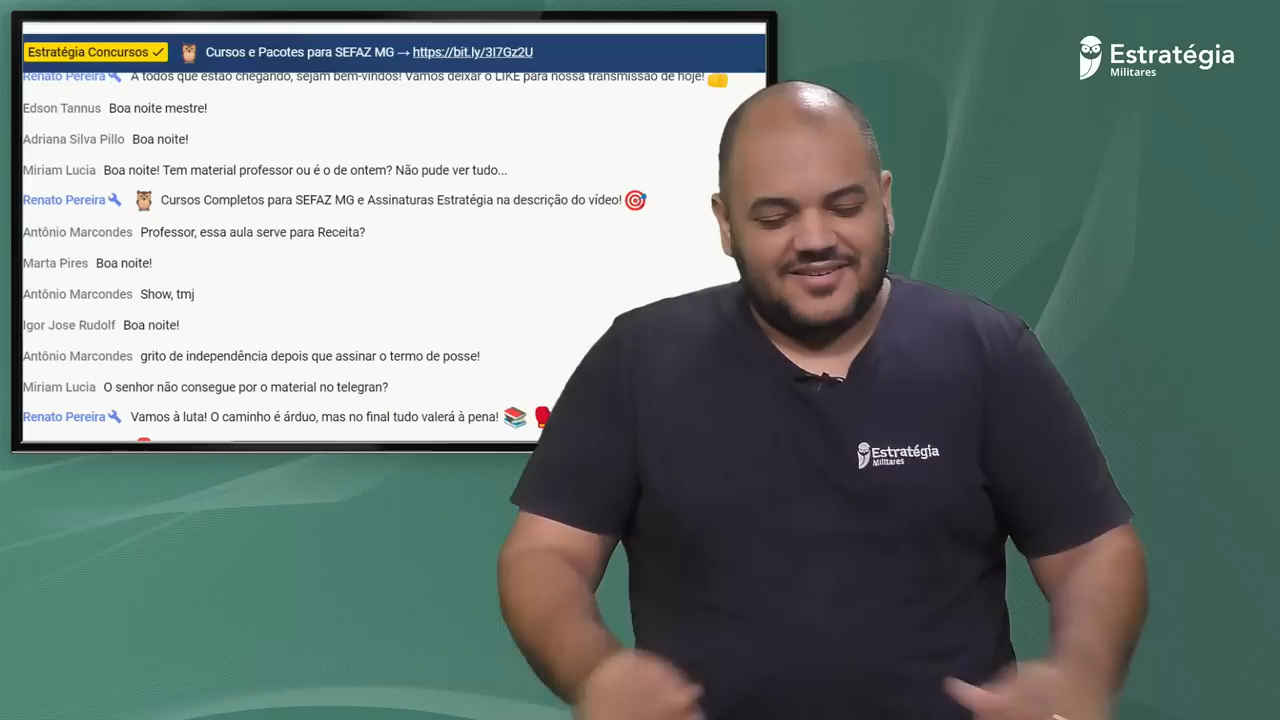 Estratégia Concursos ✓ Cursos e Pacotes para SEFAZ MG → https://bit.ly/3I7Gz2U
Renato Pereira A todos que estão chegando, sejam bem-vindos! Vamos deixar o LIKE para nossa transmissão de hoje!
Edson Tannus Boa noite mestre!
Adriana Silva Pillo Boa noite!
Miriam Lucia Boa noite! Tem material professor ou é o de ontem? Não pude ver tudo...
Renato Pereira Cursos Completos para SEFAZ MG e Assinaturas Estratégia na descrição do vídeo!
Antônio Marcondes Professor, essa aula serve para Receita?
Marta Pires Boa noite!
Antônio Marcondes Show, tmj
Igor Jose Rudolf Boa noite!
Antônio Marcondes grito de independência depois que assinar o termo de posse!
Miriam Lucia O senhor não consegue por o material no telegran?
Renato Pereira Vamos à luta! O caminho é árduo, mas no final tudo valerá à pena!
Estratégia
Militares
Estratégia
Militares